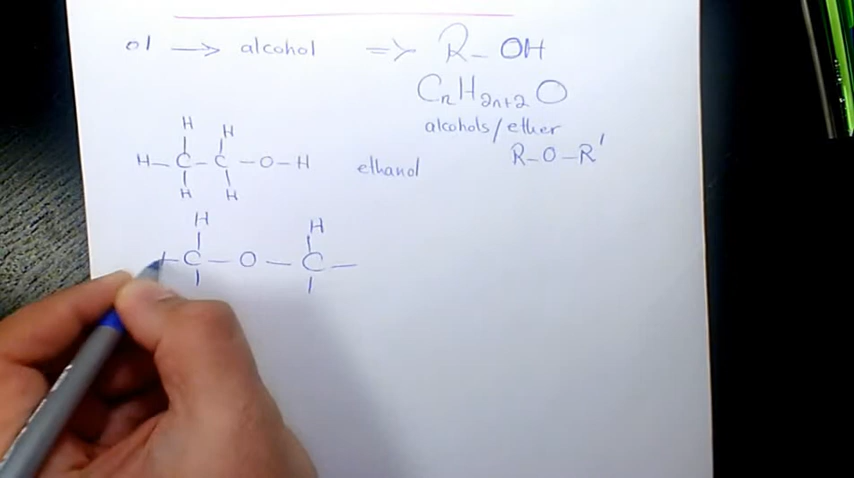 ol → alcohol => R-OH
CnH2n+2O
alcohols/ether
R-O-R'
H H
H-C-C-O-H ethanol
H H
H H
C-O-C-